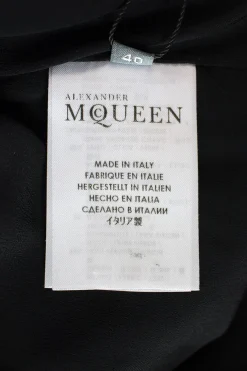 40
ALEXANDER
McQUEEN
MADE IN ITALY
FABRIQUE EN ITALIE
HERGESTELLT IN ITALIEN
HECHO EN ITALIA
СДЕЛАНО В ИТАЛИИ
イタリア製